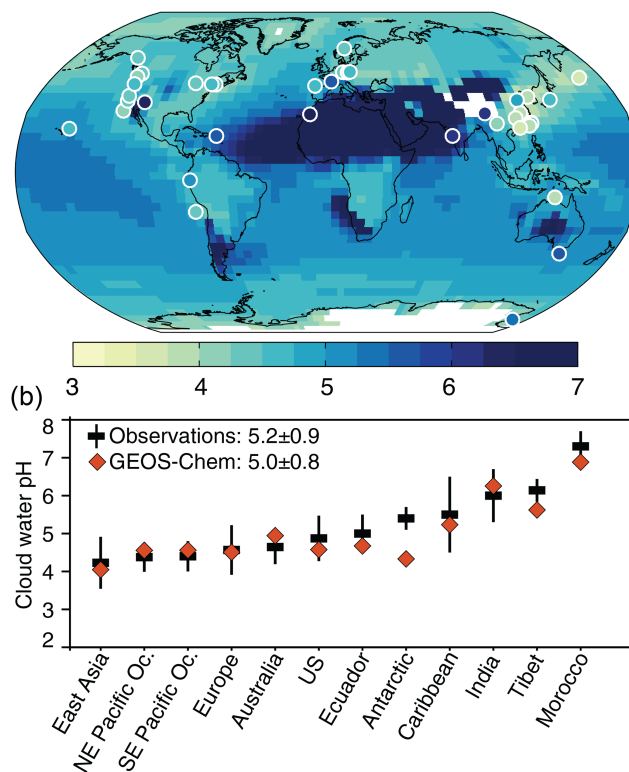 3 4 5 6 7
(b)
8
7
6
5
4
3
2
Cloud water pH
Observations: 5.2±0.9
GEOS-Chem: 5.0±0.8
East Asia
NE Pacific Oc.
SE Pacific Oc.
Europe
Australia
US
Ecuador
Antarctic
Caribbean
India
Tibet
Morocco